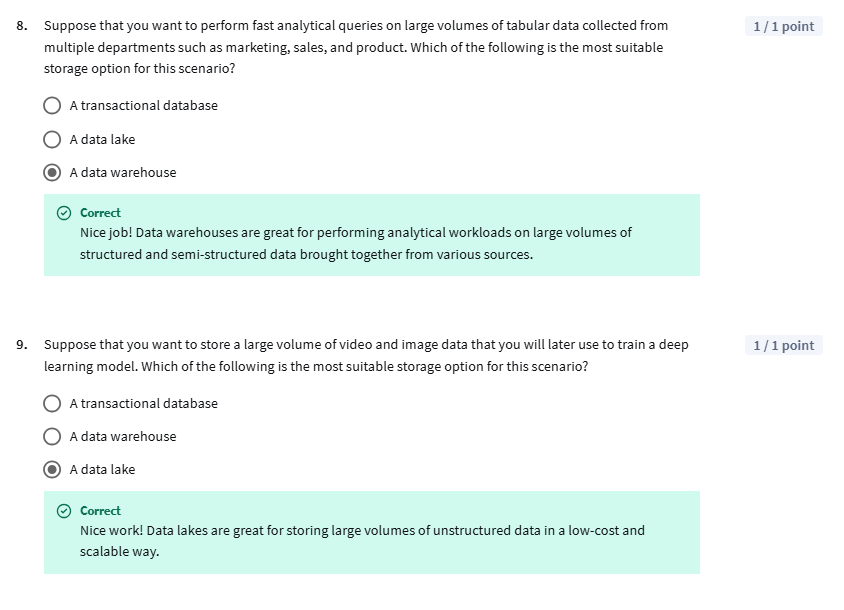 8. Suppose that you want to perform fast analytical queries on large volumes of tabular data collected from
1 / 1 point
multiple departments such as marketing, sales, and product. Which of the following is the most suitable
storage option for this scenario?
A transactional database
A data lake
A data warehouse
Correct
Nice job! Data warehouses are great for performing analytical workloads on large volumes of
structured and semi-structured data brought together from various sources.
9. Suppose that you want to store a large volume of video and image data that you will later use to train a deep
1 / 1 point
learning model. Which of the following is the most suitable storage option for this scenario?
A transactional database
A data warehouse
A data lake
Correct
Nice work! Data lakes are great for storing large volumes of unstructured data in a low-cost and
scalable way.